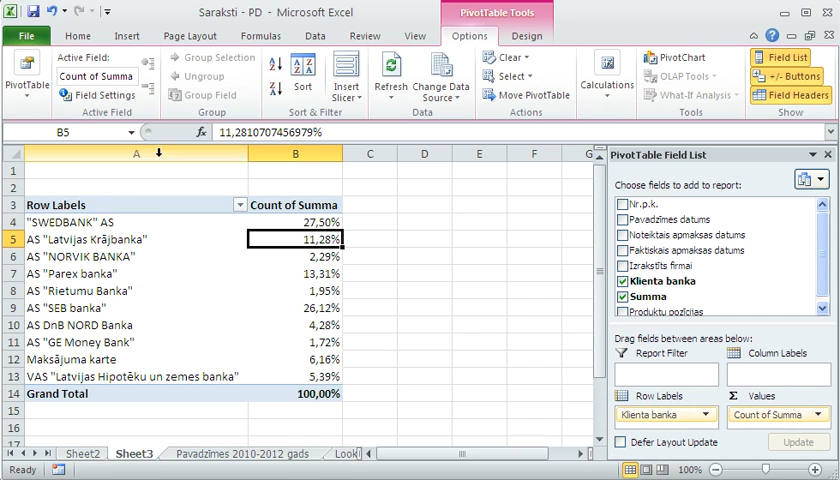 Saraksti - PD - Microsoft Excel
PivotTable Tools
File
Home
Insert
Page Layout
Formulas
Data
Review
View
Options
Design
PivotTable
Active Field:
Count of Summa
Field Settings
Active Field
Group Selection
Ungroup
Group Field
Group
Sort
Insert
Slicer
Sort & Filter
Refresh
Change Data
Source
Data
Clear
Select
Move PivotTable
Actions
Calculations
PivotChart
OLAP Tools
What-If Analysis
Tools
Field List
+/- Buttons
Field Headers
Show
B5
fx
11,2810707456979%
A B C D E F G
1
2
3 Row Labels Count of Summa
4 "SWEDBANK" AS 27,50%
5 AS "Latvijas Krājbanka" 11,28%
6 AS "NORVIK BANKA" 2,29%
7 AS "Parex banka" 13,31%
8 AS "Rietumu Banka" 1,95%
9 AS "SEB banka" 26,12%
10 AS DnB NORD Banka 4,28%
11 AS "GE Money Bank" 1,72%
12 Maksājuma karte 6,16%
13 VAS "Latvijas Hipotēku un zemes banka" 5,39%
14 Grand Total 100,00%
15
16
17
PivotTable Field List
Choose fields to add to report:
Nr.p.k.
Pavadzīmes datums
Noteiktais apmaksas datums
Faktiskais apmaksas datums
Izrakstīts firmai
Klienta banka
Summa
Produktu pozīcijas
Drag fields between areas below:
Report Filter
Column Labels
Row Labels
Σ Values
Klienta banka
Count of Summa
Defer Layout Update
Update
Sheet2
Sheet3
Pavadzīmes 2010-2012 gads
Look
Ready
100%